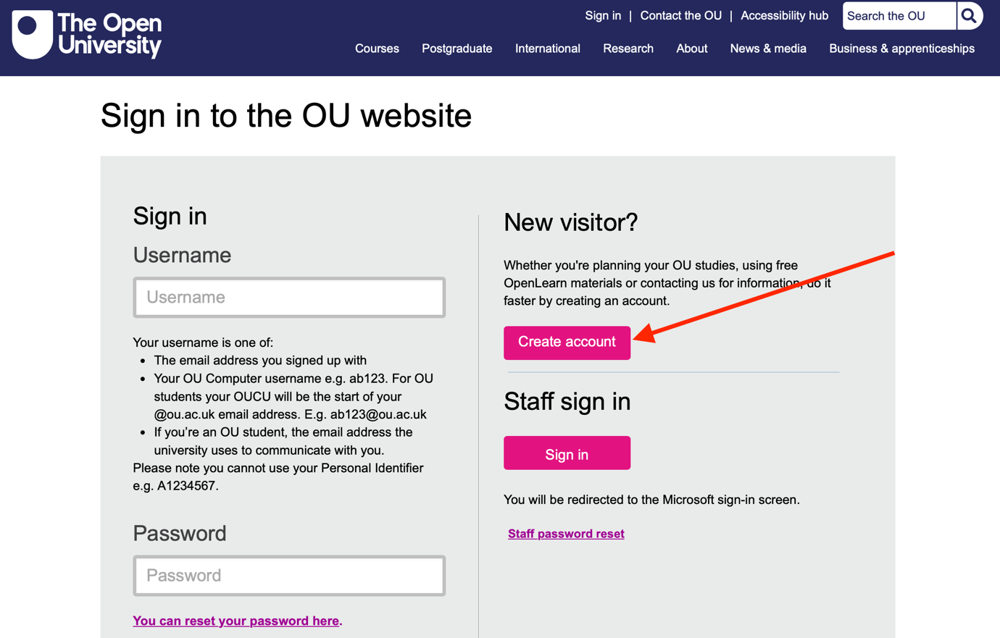 The Open
University
Sign in | Contact the OU | Accessibility hub
Search the OU
Courses Postgraduate International Research About News & media Business & apprenticeships
Sign in to the OU website
Sign in
Username
Username
Your username is one of:
• The email address you signed up with
• Your OU Computer username e.g. ab123. For OU
students your OUCU will be the start of your
@ou.ac.uk email address. E.g. ab123@ou.ac.uk
• If you’re an OU student, the email address the
university uses to communicate with you.
Please note you cannot use your Personal Identifier
e.g. A1234567.
Password
Password
You can reset your password here.
New visitor?
Whether you're planning your OU studies, using free
OpenLearn materials or contacting us for information, do it
faster by creating an account.
Create account
Staff sign in
Sign in
You will be redirected to the Microsoft sign-in screen.
Staff password reset